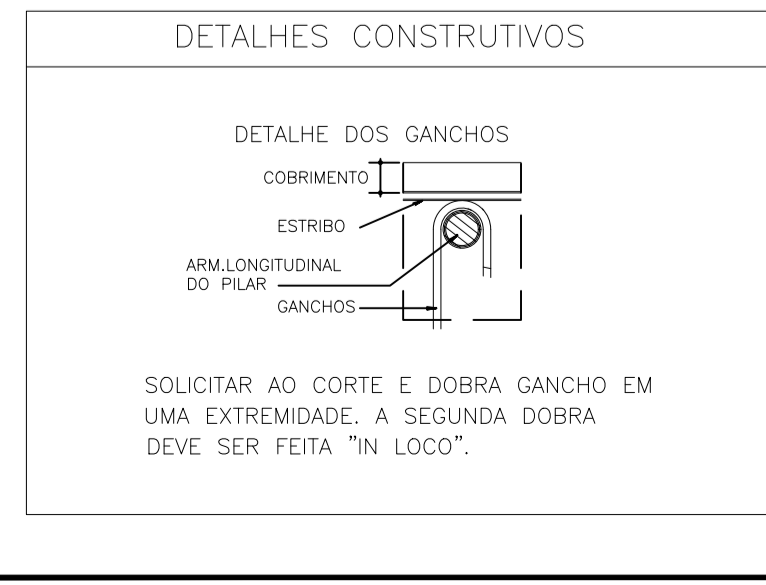 DETALHES CONSTRUTIVOS
DETALHE DOS GANCHOS
COBRIMENTO
ESTRIBO
ARM.LONGITUDINAL
DO PILAR
GANCHOS
SOLICITAR AO CORTE E DOBRA GANCHO EM
UMA EXTREMIDADE. A SEGUNDA DOBRA
DEVE SER FEITA ”IN LOCO”.